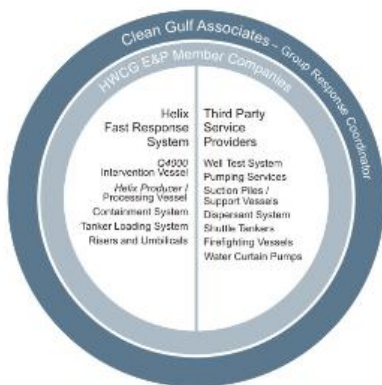 Clean Gulf Associates – Group Response Coordinator
HWCG E&P Member Companies
Helix
Fast Response
System
Q4000
Intervention Vessel
Helix Producer I
Processing Vessel
Containment System
Tanker Loading System
Risers and Umbilicals
Third Party
Service
Providers
Well Test System
Pumping Services
Suction Piles /
Support Vessels
Dispersant System
Shuttle Tankers
Firefighting Vessels
Water Curtain Pumps